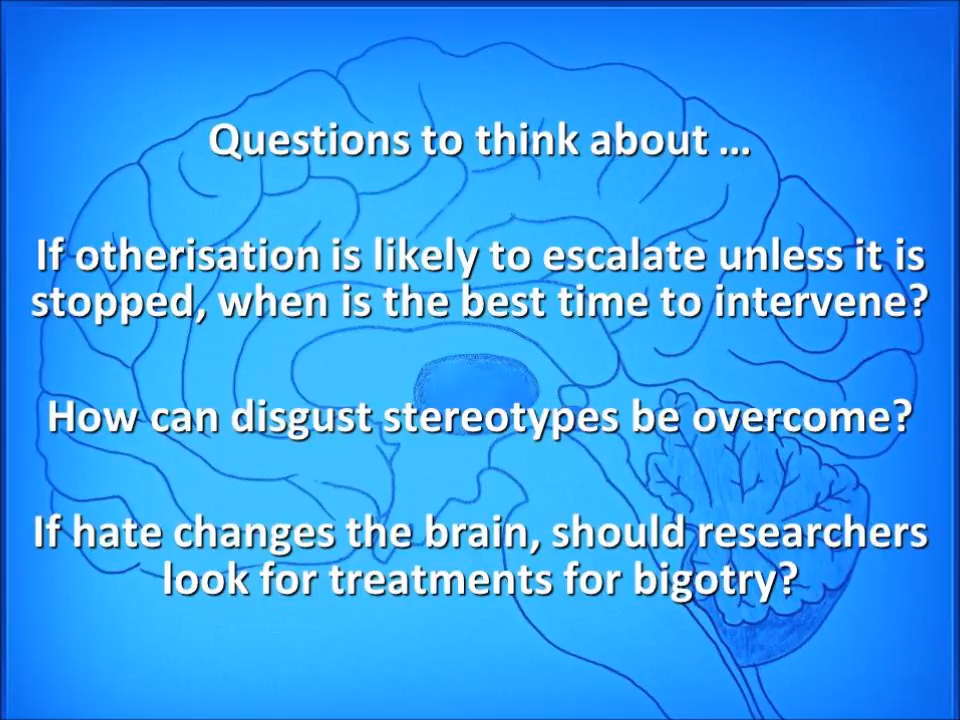 Questions to think about ...
If otherisation is likely to escalate unless it is
stopped, when is the best time to intervene?
How can disgust stereotypes be overcome?
If hate changes the brain, should researchers
look for treatments for bigotry?